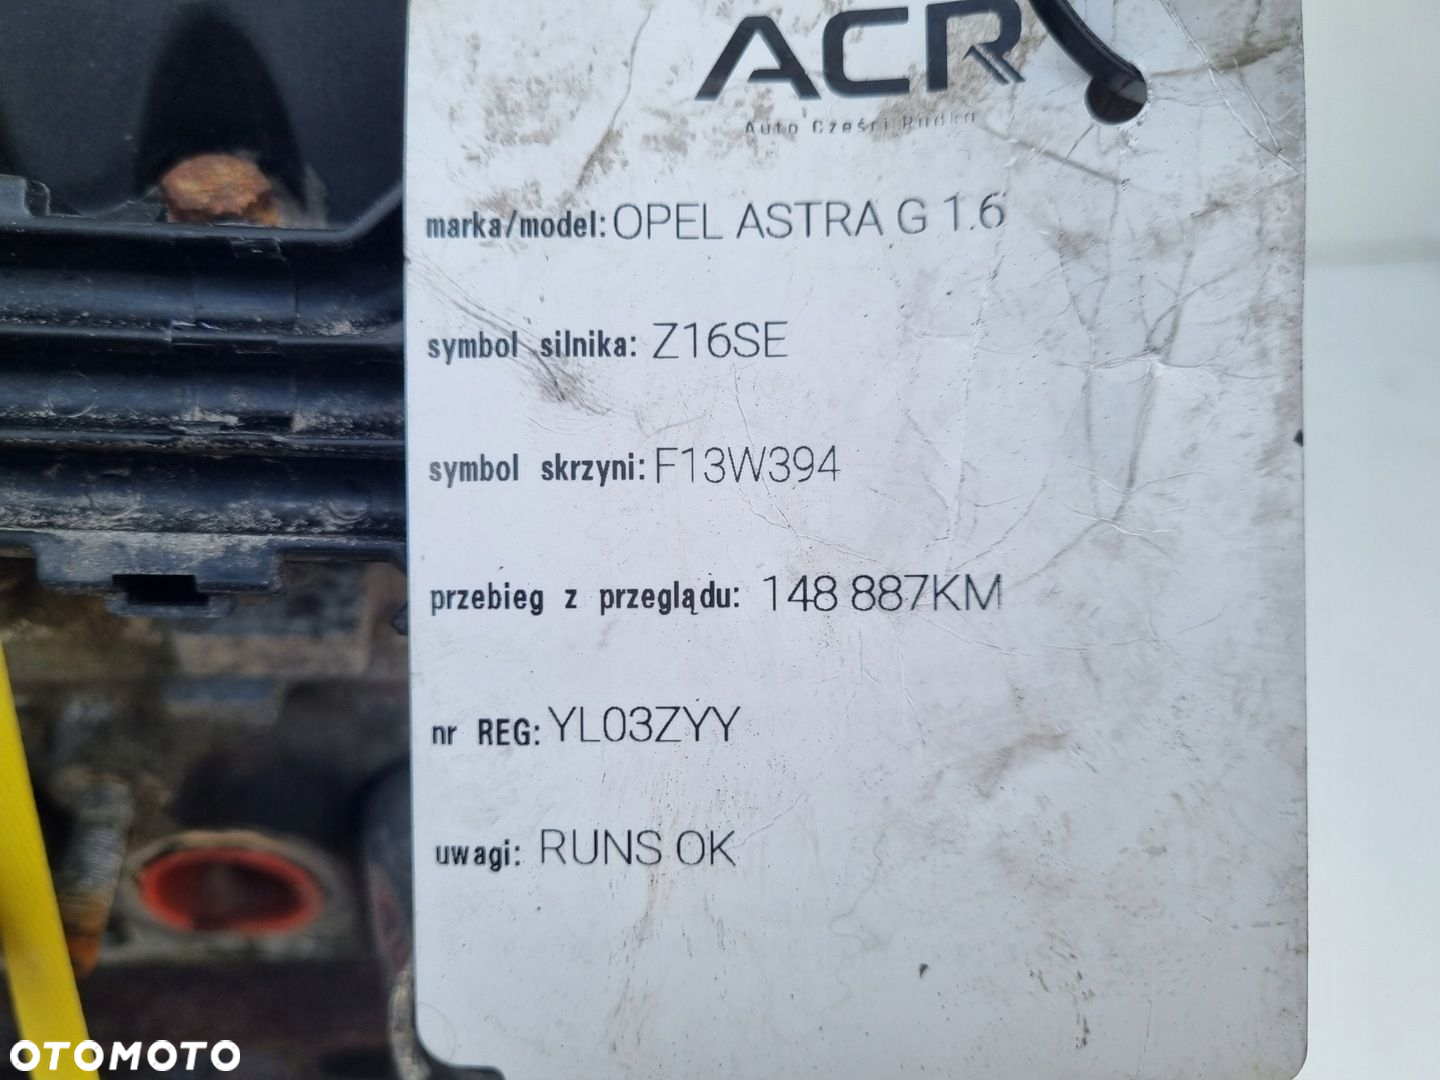 ACR
Auto Części Rudka
marka/model: OPEL ASTRA G 1.6
symbol silnika: Z16SE
symbol skrzyni: F13W394
przebieg z przeglądu: 148 887KM
nr REG: YL03ZYY
uwagi: RUNS OK
OTOMOTO